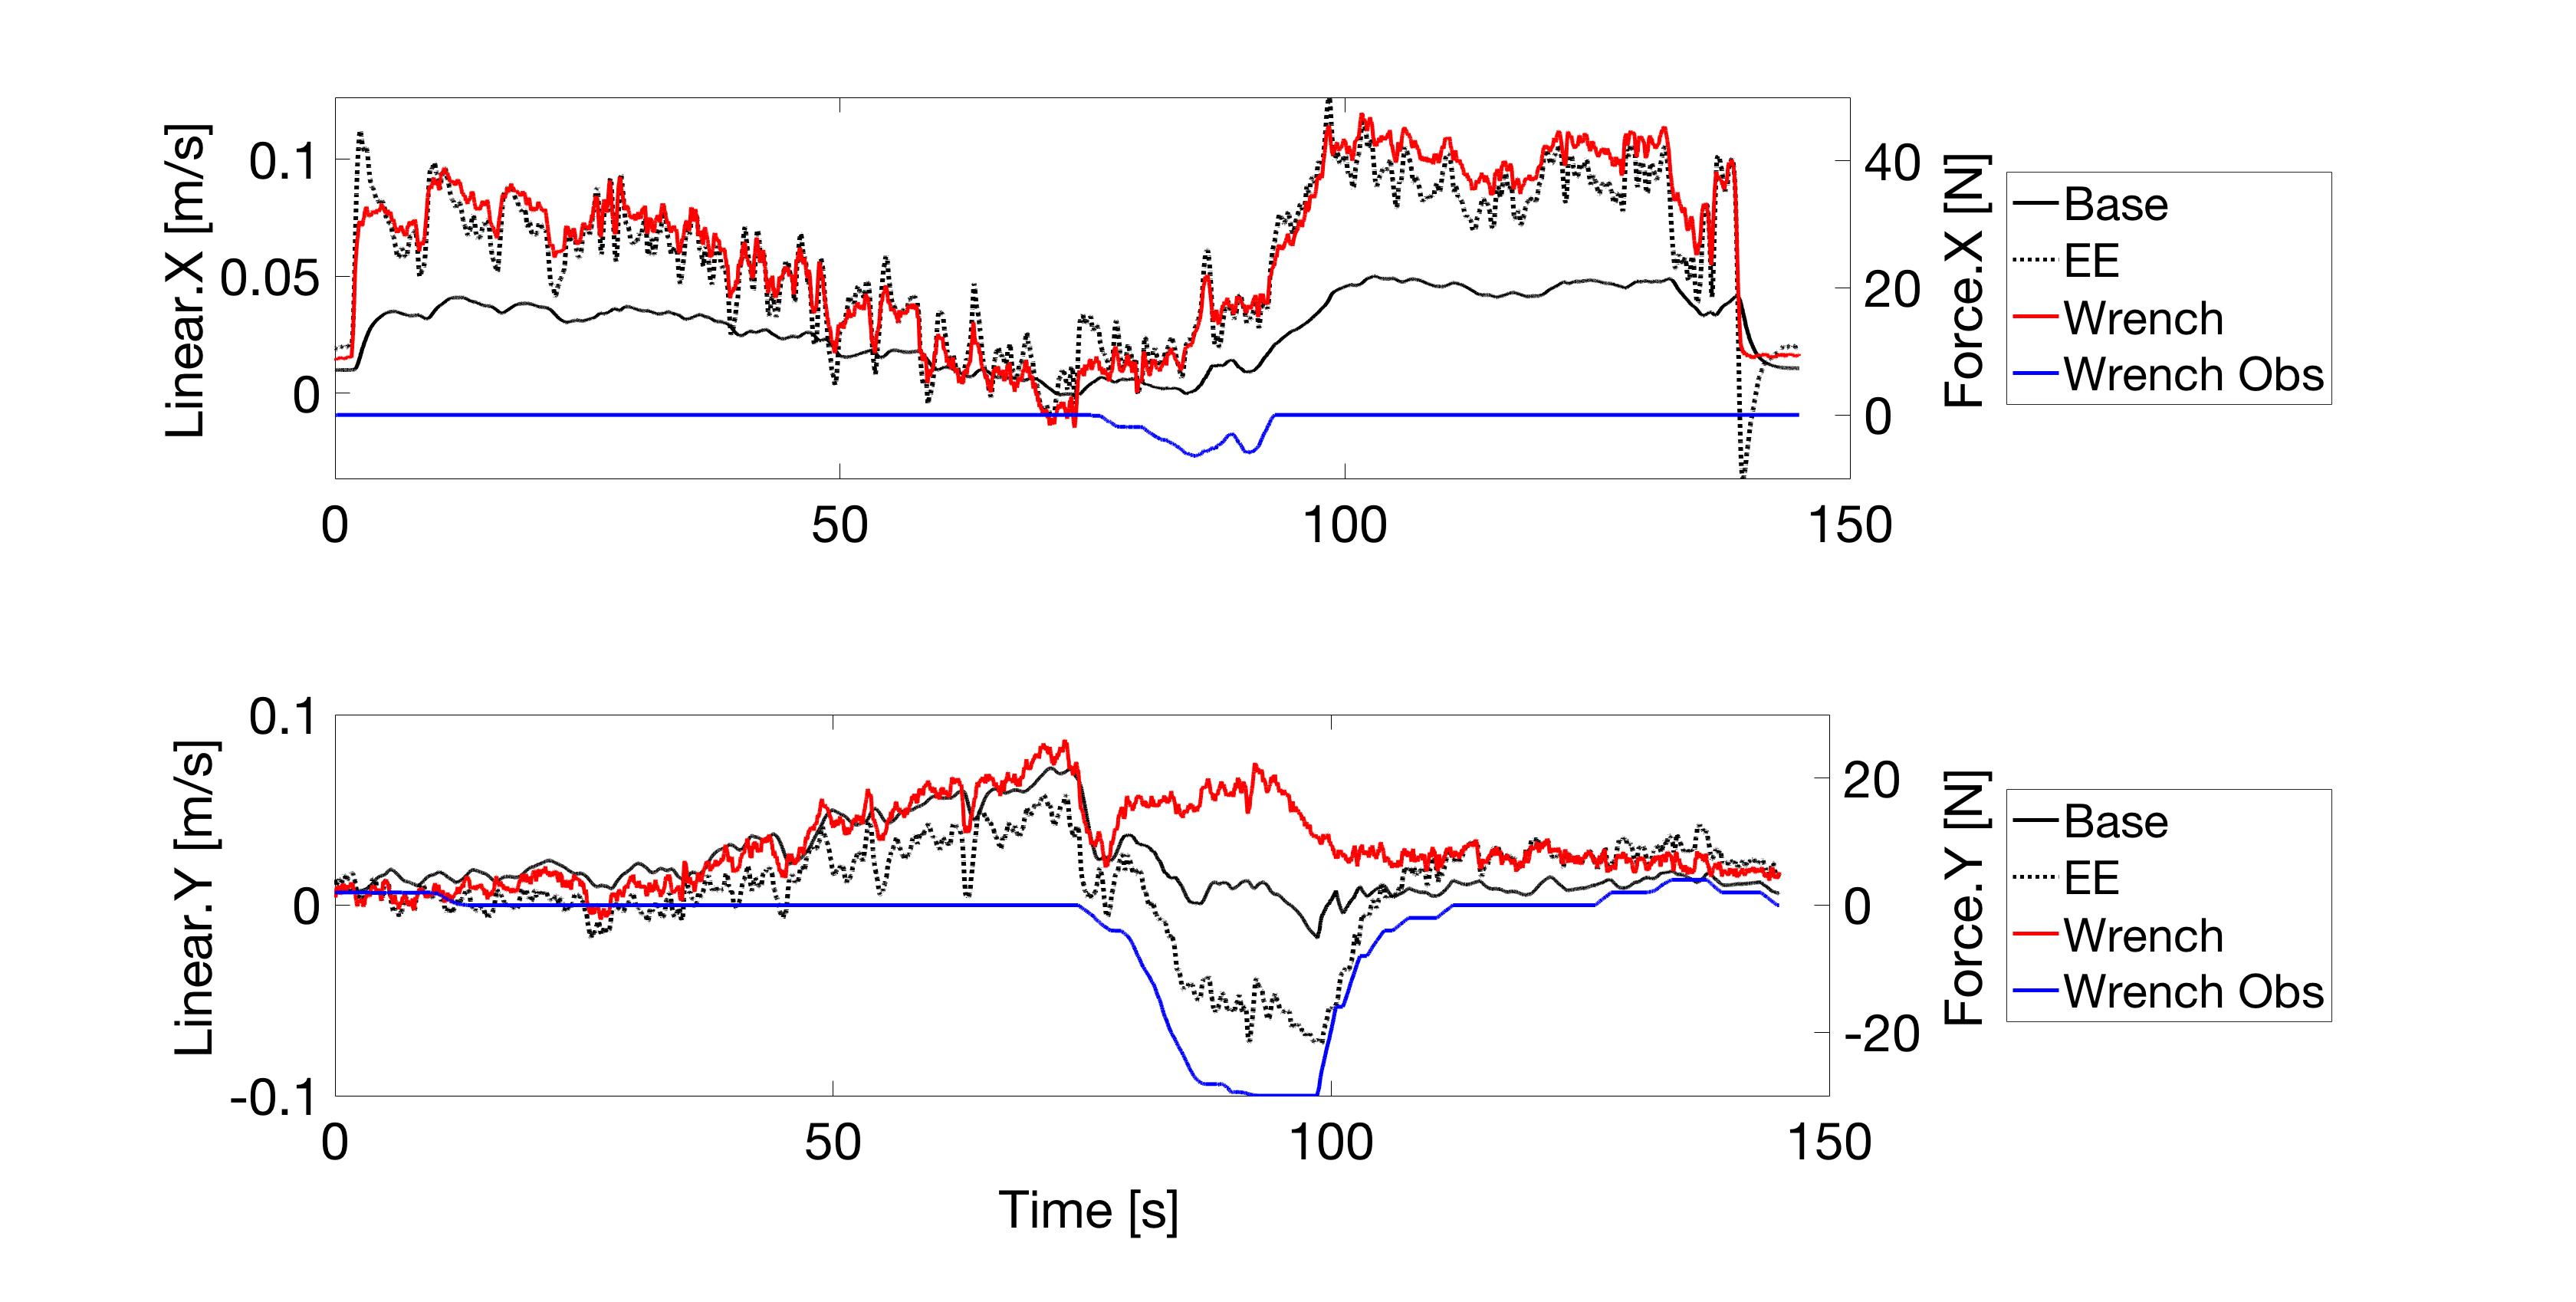 Linear.X [m/s]
0.1
0.05
0
0
50
100
150
40
20
0
Force.X [N]
Base
EE
Wrench
Wrench Obs
Linear.Y [m/s]
0.1
0
-0.1
0
50
100
150
20
0
-20
Force.Y [N]
Base
EE
Wrench
Wrench Obs
Time [s]